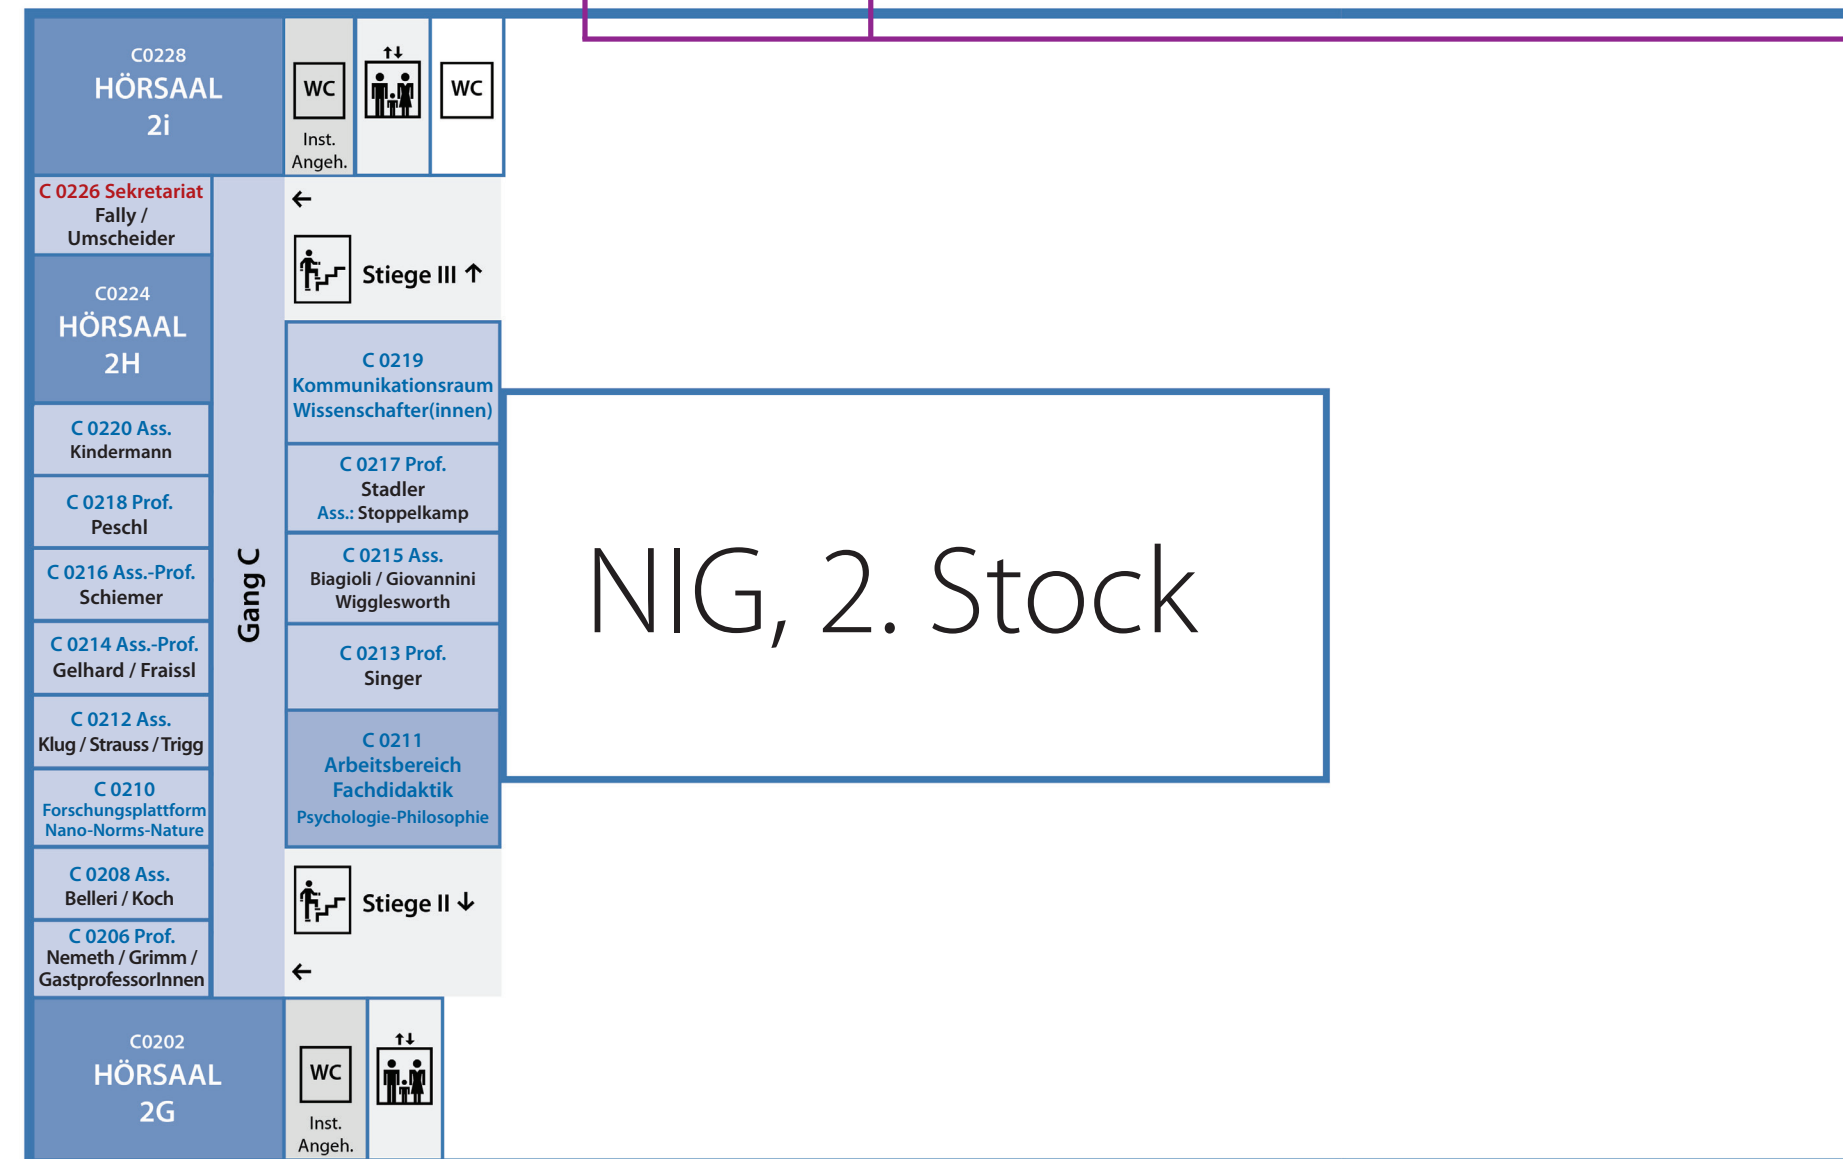 C0228
HÖRSAAL
2i
WC
Inst.
Angeh.
WC
C 0226 Sekretariat
Fally /
Umscheider
Stiege III ↑
C0224
HÖRSAAL
2H
C 0219
Kommunikationsraum
Wissenschafter(innen)
C 0220 Ass.
Kindermann
C 0217 Prof.
Stadler
Ass.: Stoppelkamp
C 0218 Prof.
Peschl
Gang C
C 0215 Ass.
Biagioli / Giovannini
Wigglesworth
C 0216 Ass.-Prof.
Schiemer
NIG, 2. Stock
C 0214 Ass.-Prof.
Gelhard / Fraissl
C 0213 Prof.
Singer
C 0212 Ass.
Klug / Strauss / Trigg
C 0211
Arbeitsbereich
Fachdidaktik
Psychologie-Philosophie
C 0210
Forschungsplattform
Nano-Norms-Nature
C 0208 Ass.
Belleri / Koch
Stiege II ↓
C 0206 Prof.
Nemeth / Grimm /
GastprofessorInnen
C0202
HÖRSAAL
2G
WC
Inst.
Angeh.